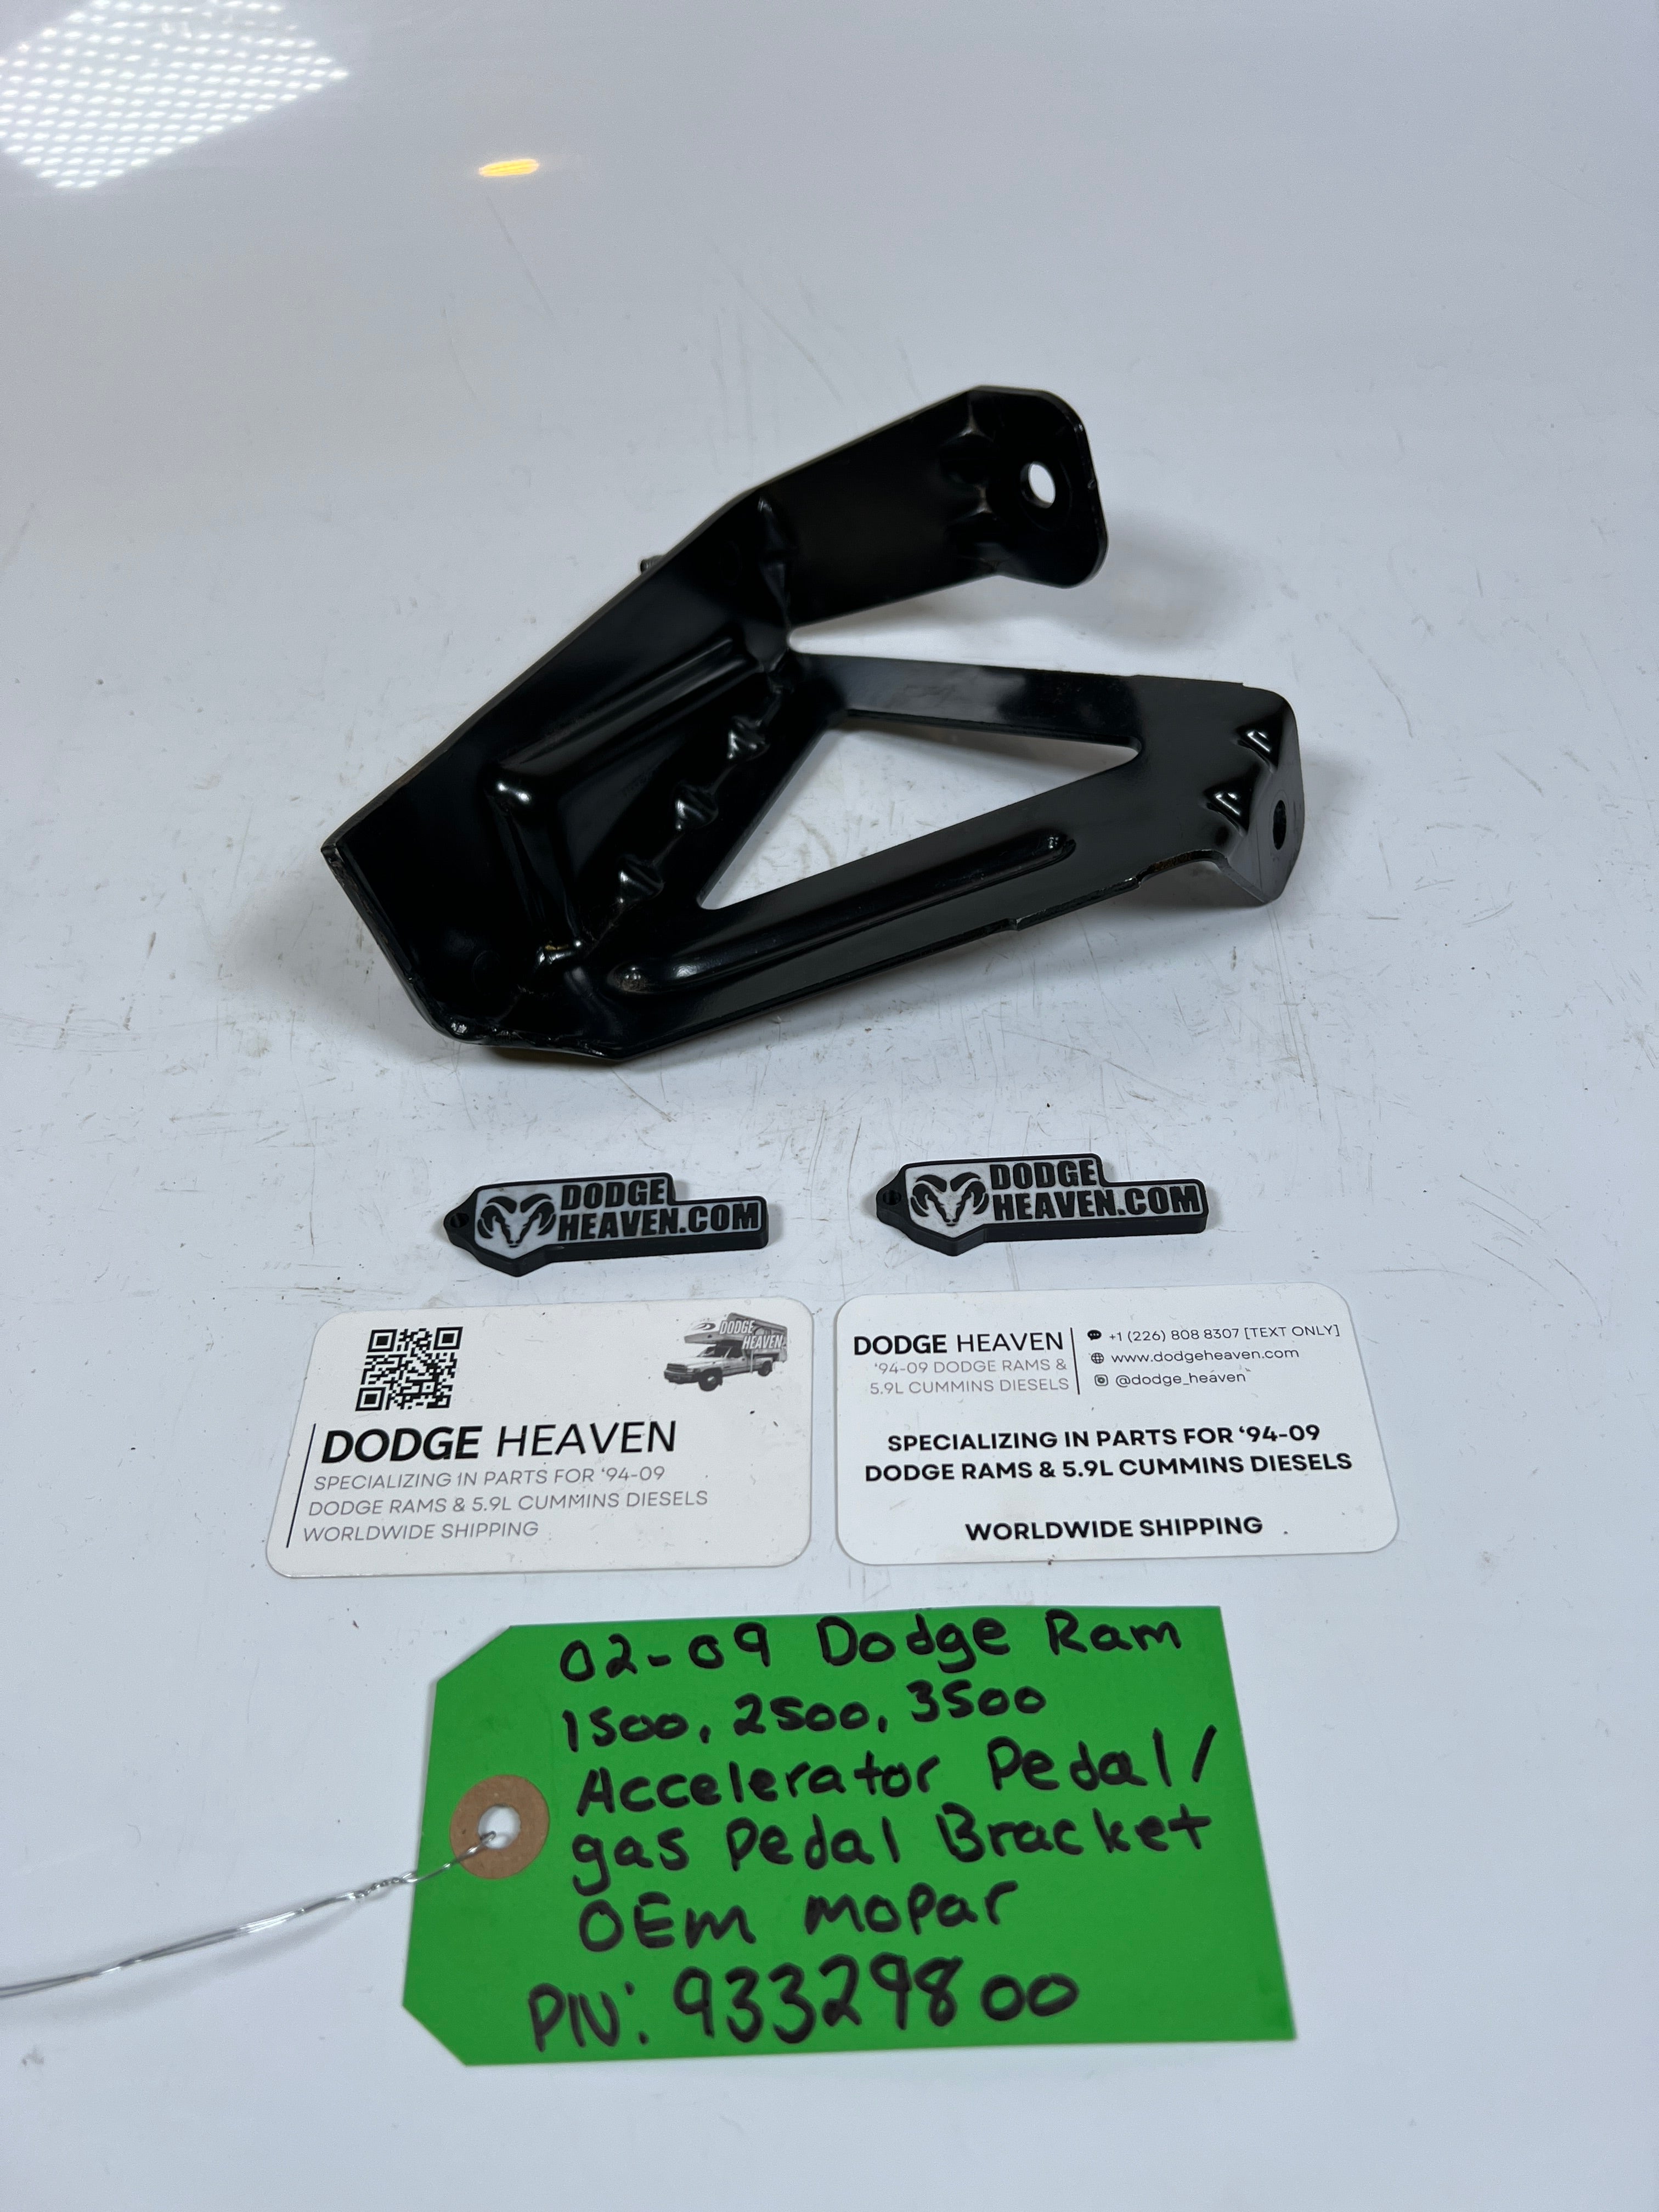 DODGE
HEAVEN.COM
DODGE
HEAVEN.COM
DODGE
HEAVEN
DODGE HEAVEN
SPECIALIZING IN PARTS FOR ‘94-09
DODGE RAMS & 5.9L CUMMINS DIESELS
WORLDWIDE SHIPPING
DODGE HEAVEN
‘94-09 DODGE RAMS &
5.9L CUMMINS DIESELS
+1 (226) 808 8307 [TEXT ONLY]
www.dodgeheaven.com
@dodge_heaven
SPECIALIZING IN PARTS FOR ‘94-09
DODGE RAMS & 5.9L CUMMINS DIESELS
WORLDWIDE SHIPPING
02-09 Dodge Ram
1500, 2500, 3500
Accelerator Pedal/
gas Pedal Bracket
OEM mopar
PIN: 93329800